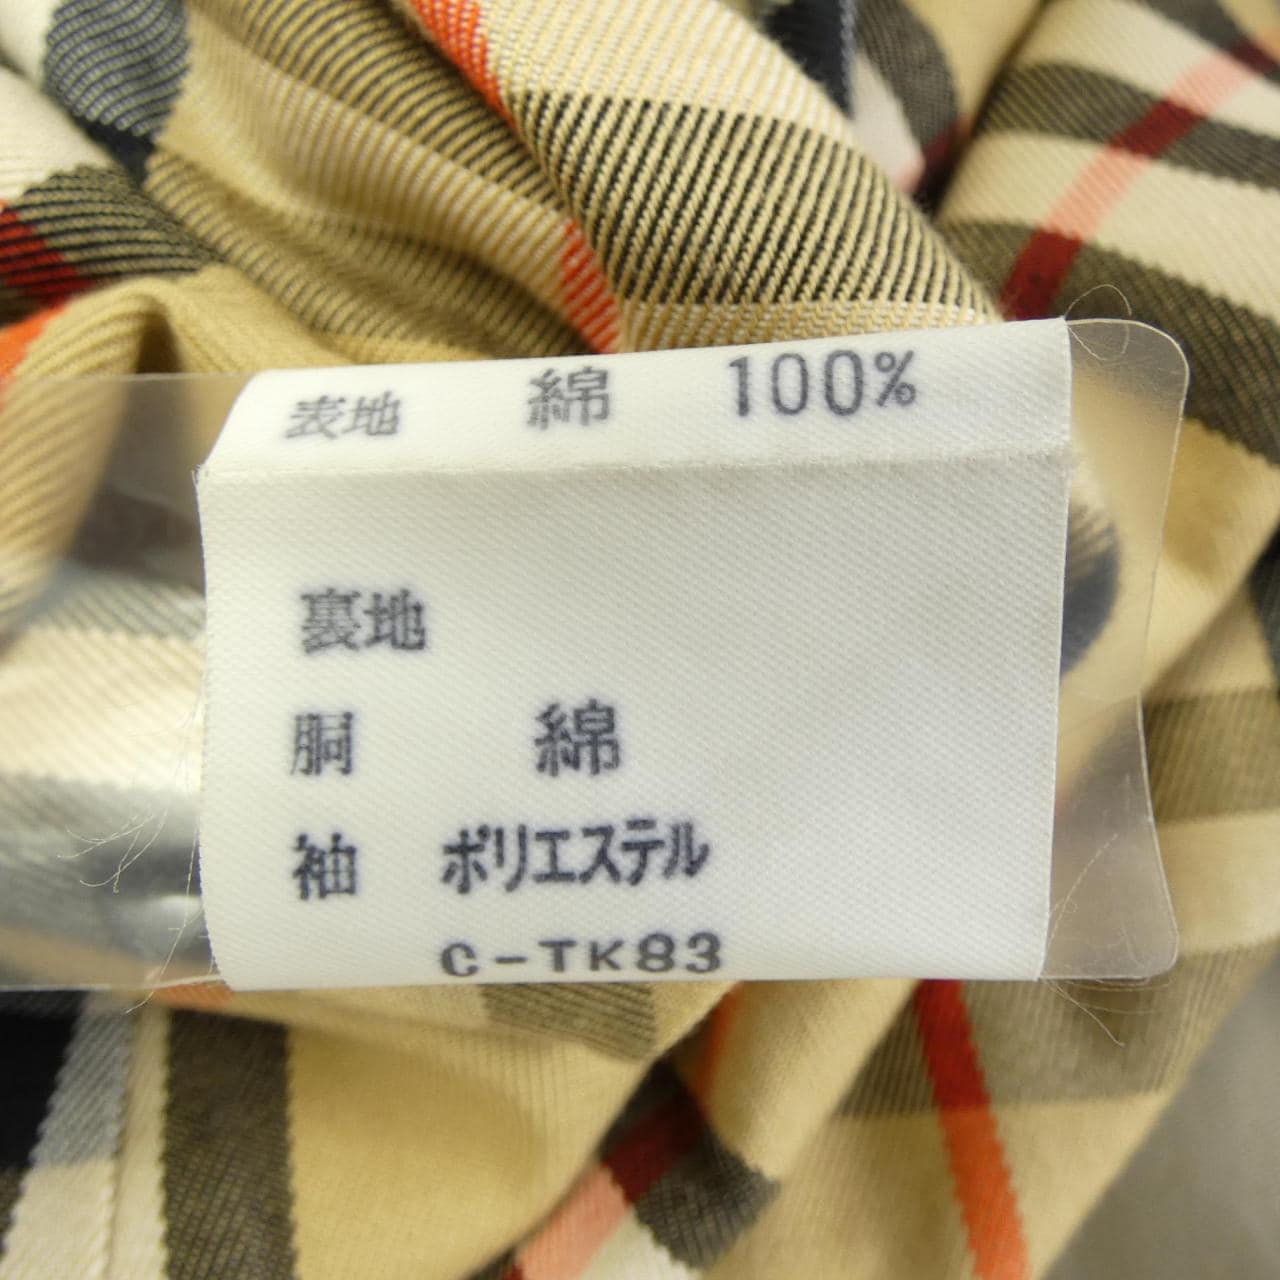 表地 綿 100%
裏地
胴 綿
袖 ポリエステル
C-TK83